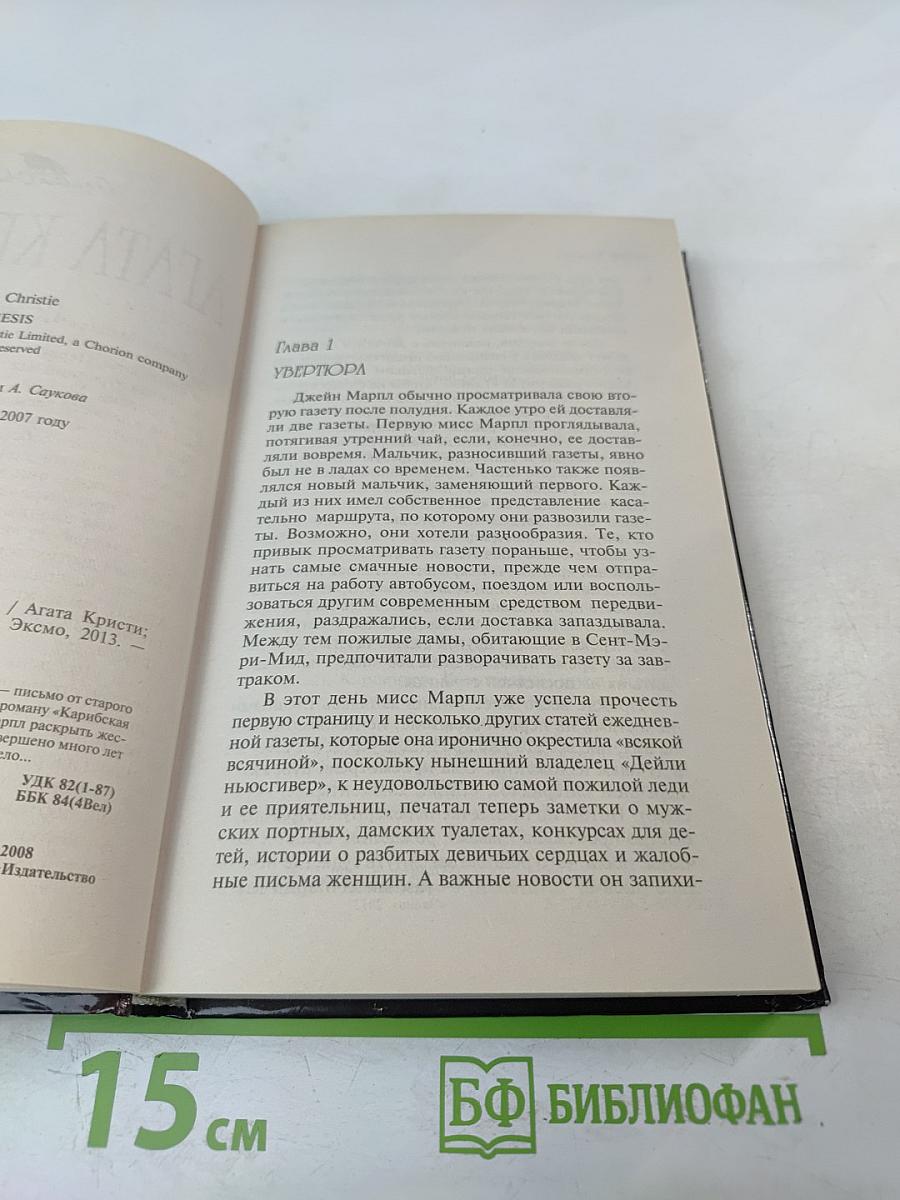 АГАТА К
Christie
ESIS
tie Limited, a Chorion company
eserved
А. Саукова
2007 году
/ Агата Кристи;
Эксмо, 2013. —
— письмо от старого
роману «Карибская
арпл раскрыть жес-
вершено много лет
ело...
УДК 82(1-87)
ББК 84(4Вел)
2008
Издательство
Глава 1
УВЕРТЮРА
Джейн Марпл обычно просматривала свою вто-
рую газету после полудня. Каждое утро ей доставля-
ли две газеты. Первую мисс Марпл проглядывала,
потягивая утренний чай, если, конечно, ее достав-
ляли вовремя. Мальчик, разносивший газеты, явно
был не в ладах со временем. Частенько также появ-
лялся новый мальчик, заменяющий первого. Каж-
дый из них имел собственное представление каса-
тельно маршрута, по которому они развозили газе-
ты. Возможно, они хотели разнообразия. Те, кто
привык просматривать газету пораньше, чтобы уз-
нать самые смачные новости, прежде чем отпра-
виться на работу автобусом, поездом или восполь-
зоваться другим современным средством передви-
жения, раздражались, если доставка запаздывала.
Между тем пожилые дамы, обитающие в Сент-Мэ-
ри-Мид, предпочитали разворачивать газету за зав-
траком.
В этот день мисс Марпл уже успела прочесть
первую страницу и несколько других статей ежеднев-
ной газеты, которые она иронично окрестила «всякой
всячиной», поскольку нынешний владелец «Дейли
ньюсгивер», к неудовольствию самой пожилой леди
и ее приятельниц, печатал теперь заметки о муж-
ских портных, дамских туалетах, конкурсах для де-
тей, истории о разбитых девичьих сердцах и жалоб-
ные письма женщин. А важные новости он запихи-
15 см
БФ БИБЛИОФАН